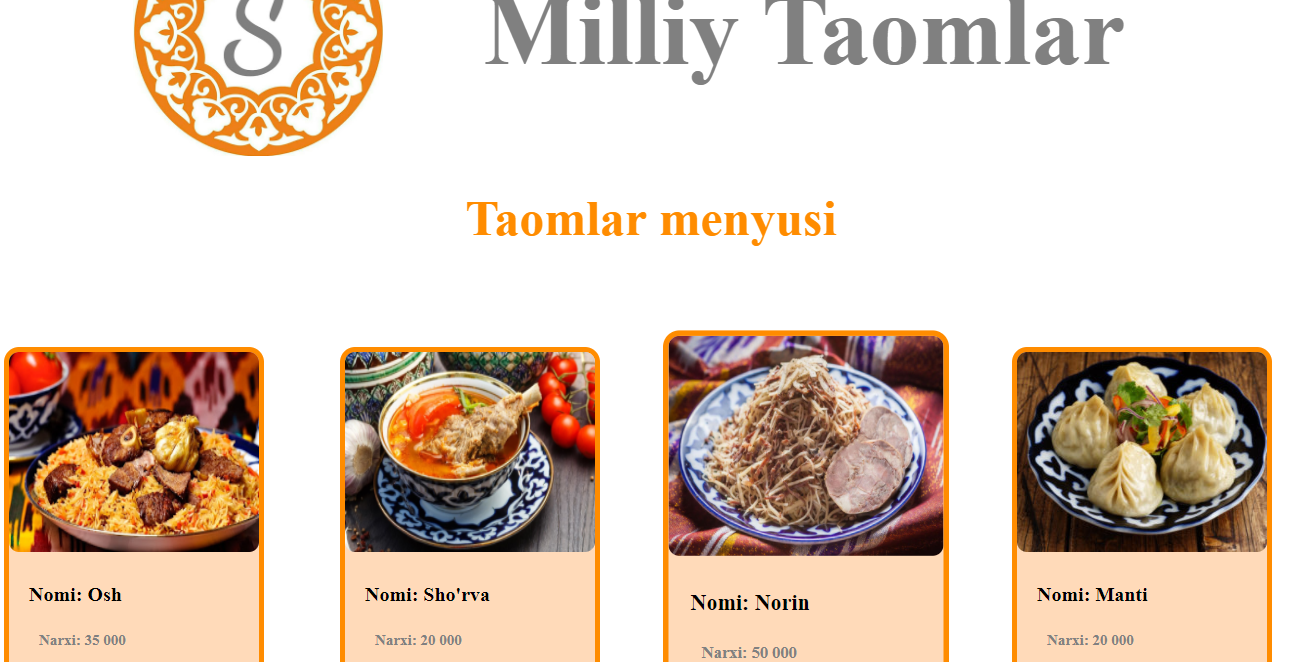 S
Milliy Taomlar
Taomlar menyusi
Nomi: Osh
Narxi: 35 000
Nomi: Sho'rva
Narxi: 20 000
Nomi: Norin
Narxi: 50 000
Nomi: Manti
Narxi: 20 000